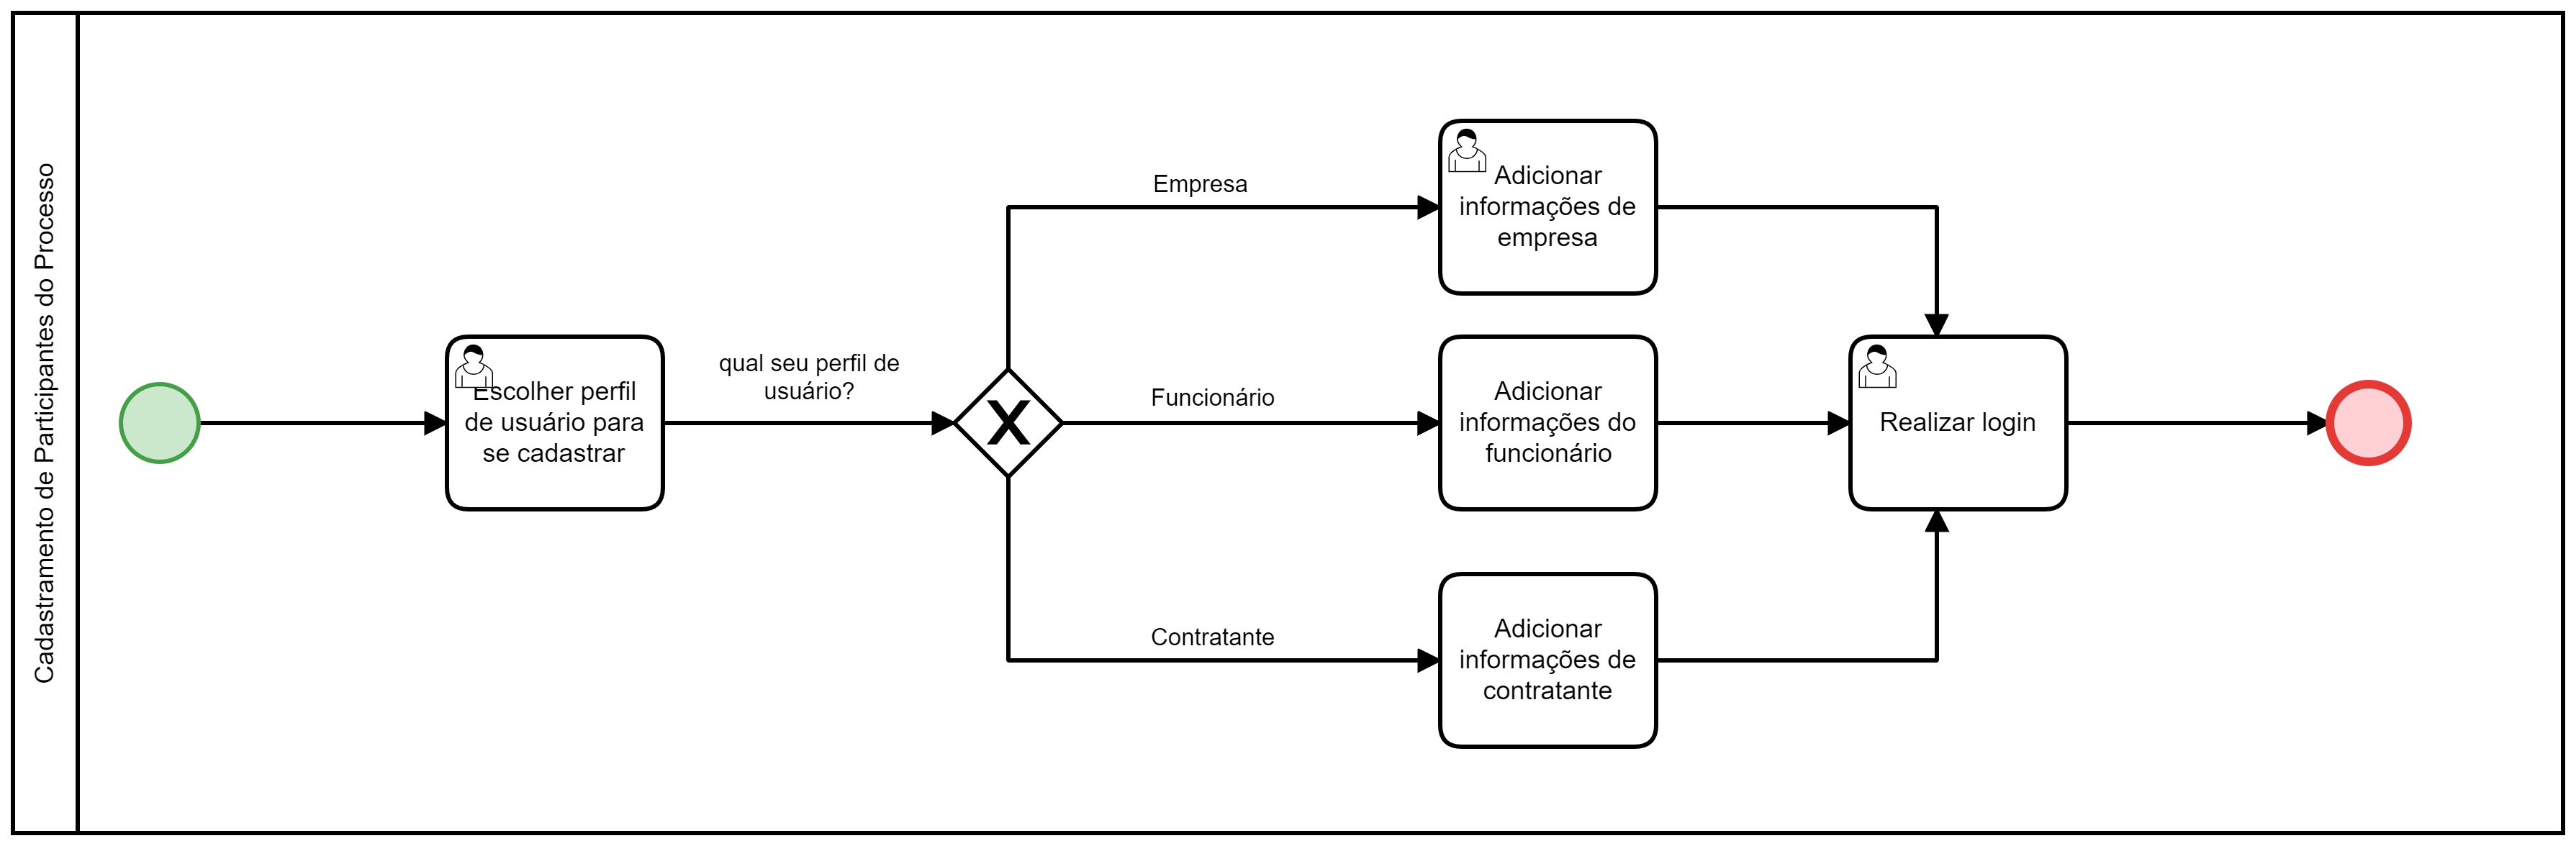 Cadastramento de Participantes do Processo
Escolher perfil
de usuário para
se cadastrar
qual seu perfil de
usuário?
X
Empresa
Adicionar
informações de
empresa
Funcionário
Adicionar
informações do
funcionário
Contratante
Adicionar
informações de
contratante
Realizar login